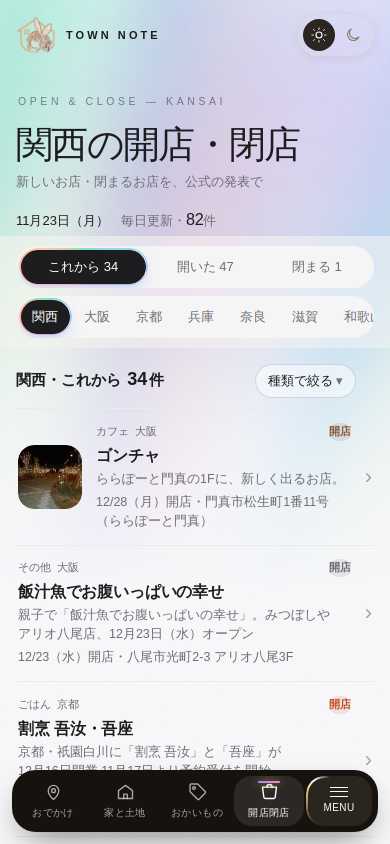 TOWN NOTE
OPEN & CLOSE — KANSAI
関西の開店・閉店
新しいお店・閉まるお店を、公式の発表で
11月23日（月） 毎日更新・82件
これから 34 開いた 47 閉まる 1
関西 大阪 京都 兵庫 奈良 滋賀
関西・これから 34件
種類で絞る ▾
カフェ 大阪 開店
ゴンチャ
ららぽーと門真の1Fに、新しく出るお店。
12/28（月）開店・門真市松生町1番11号
（ららぽーと門真）
その他 大阪 開店
飯汁魚でお腹いっぱいの幸せ
親子で「飯汁魚でお腹いっぱいの幸せ」。みつぼしや
アリオ八尾店、12月23日（水）オープン
12/23（水）開店・八尾市光町2-3 アリオ八尾3F
ごはん 京都 開店
割烹 吾汝・吾座
京都・祇園白川に「割烹 吾汝」と「吾座」が
おでかけ 家と土地 おかいもの 開店閉店 MENU